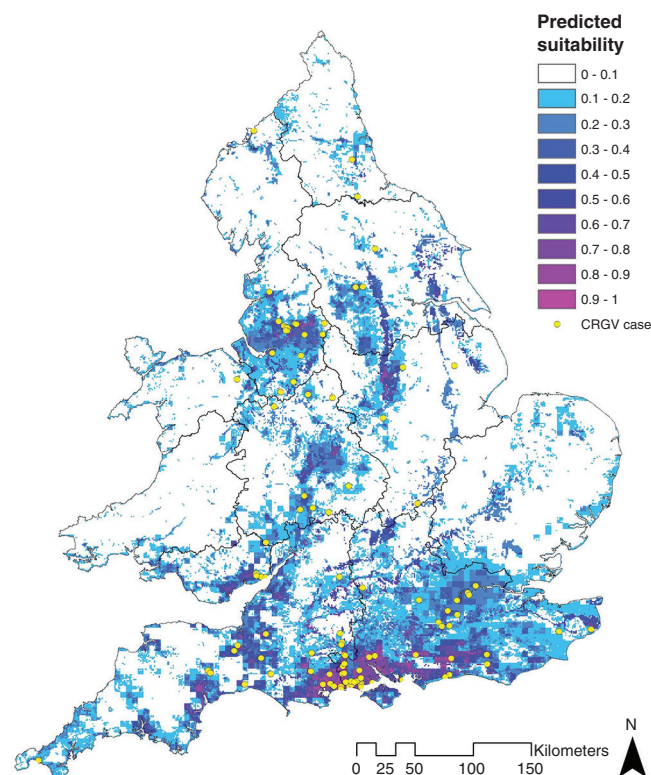 Predicted
suitability
0 - 0.1
0.1 - 0.2
0.2 - 0.3
0.3 - 0.4
0.4 - 0.5
0.5 - 0.6
0.6 - 0.7
0.7 - 0.8
0.8 - 0.9
0.9 - 1
CRGV case
N
Kilometers
0 25 50 100 150